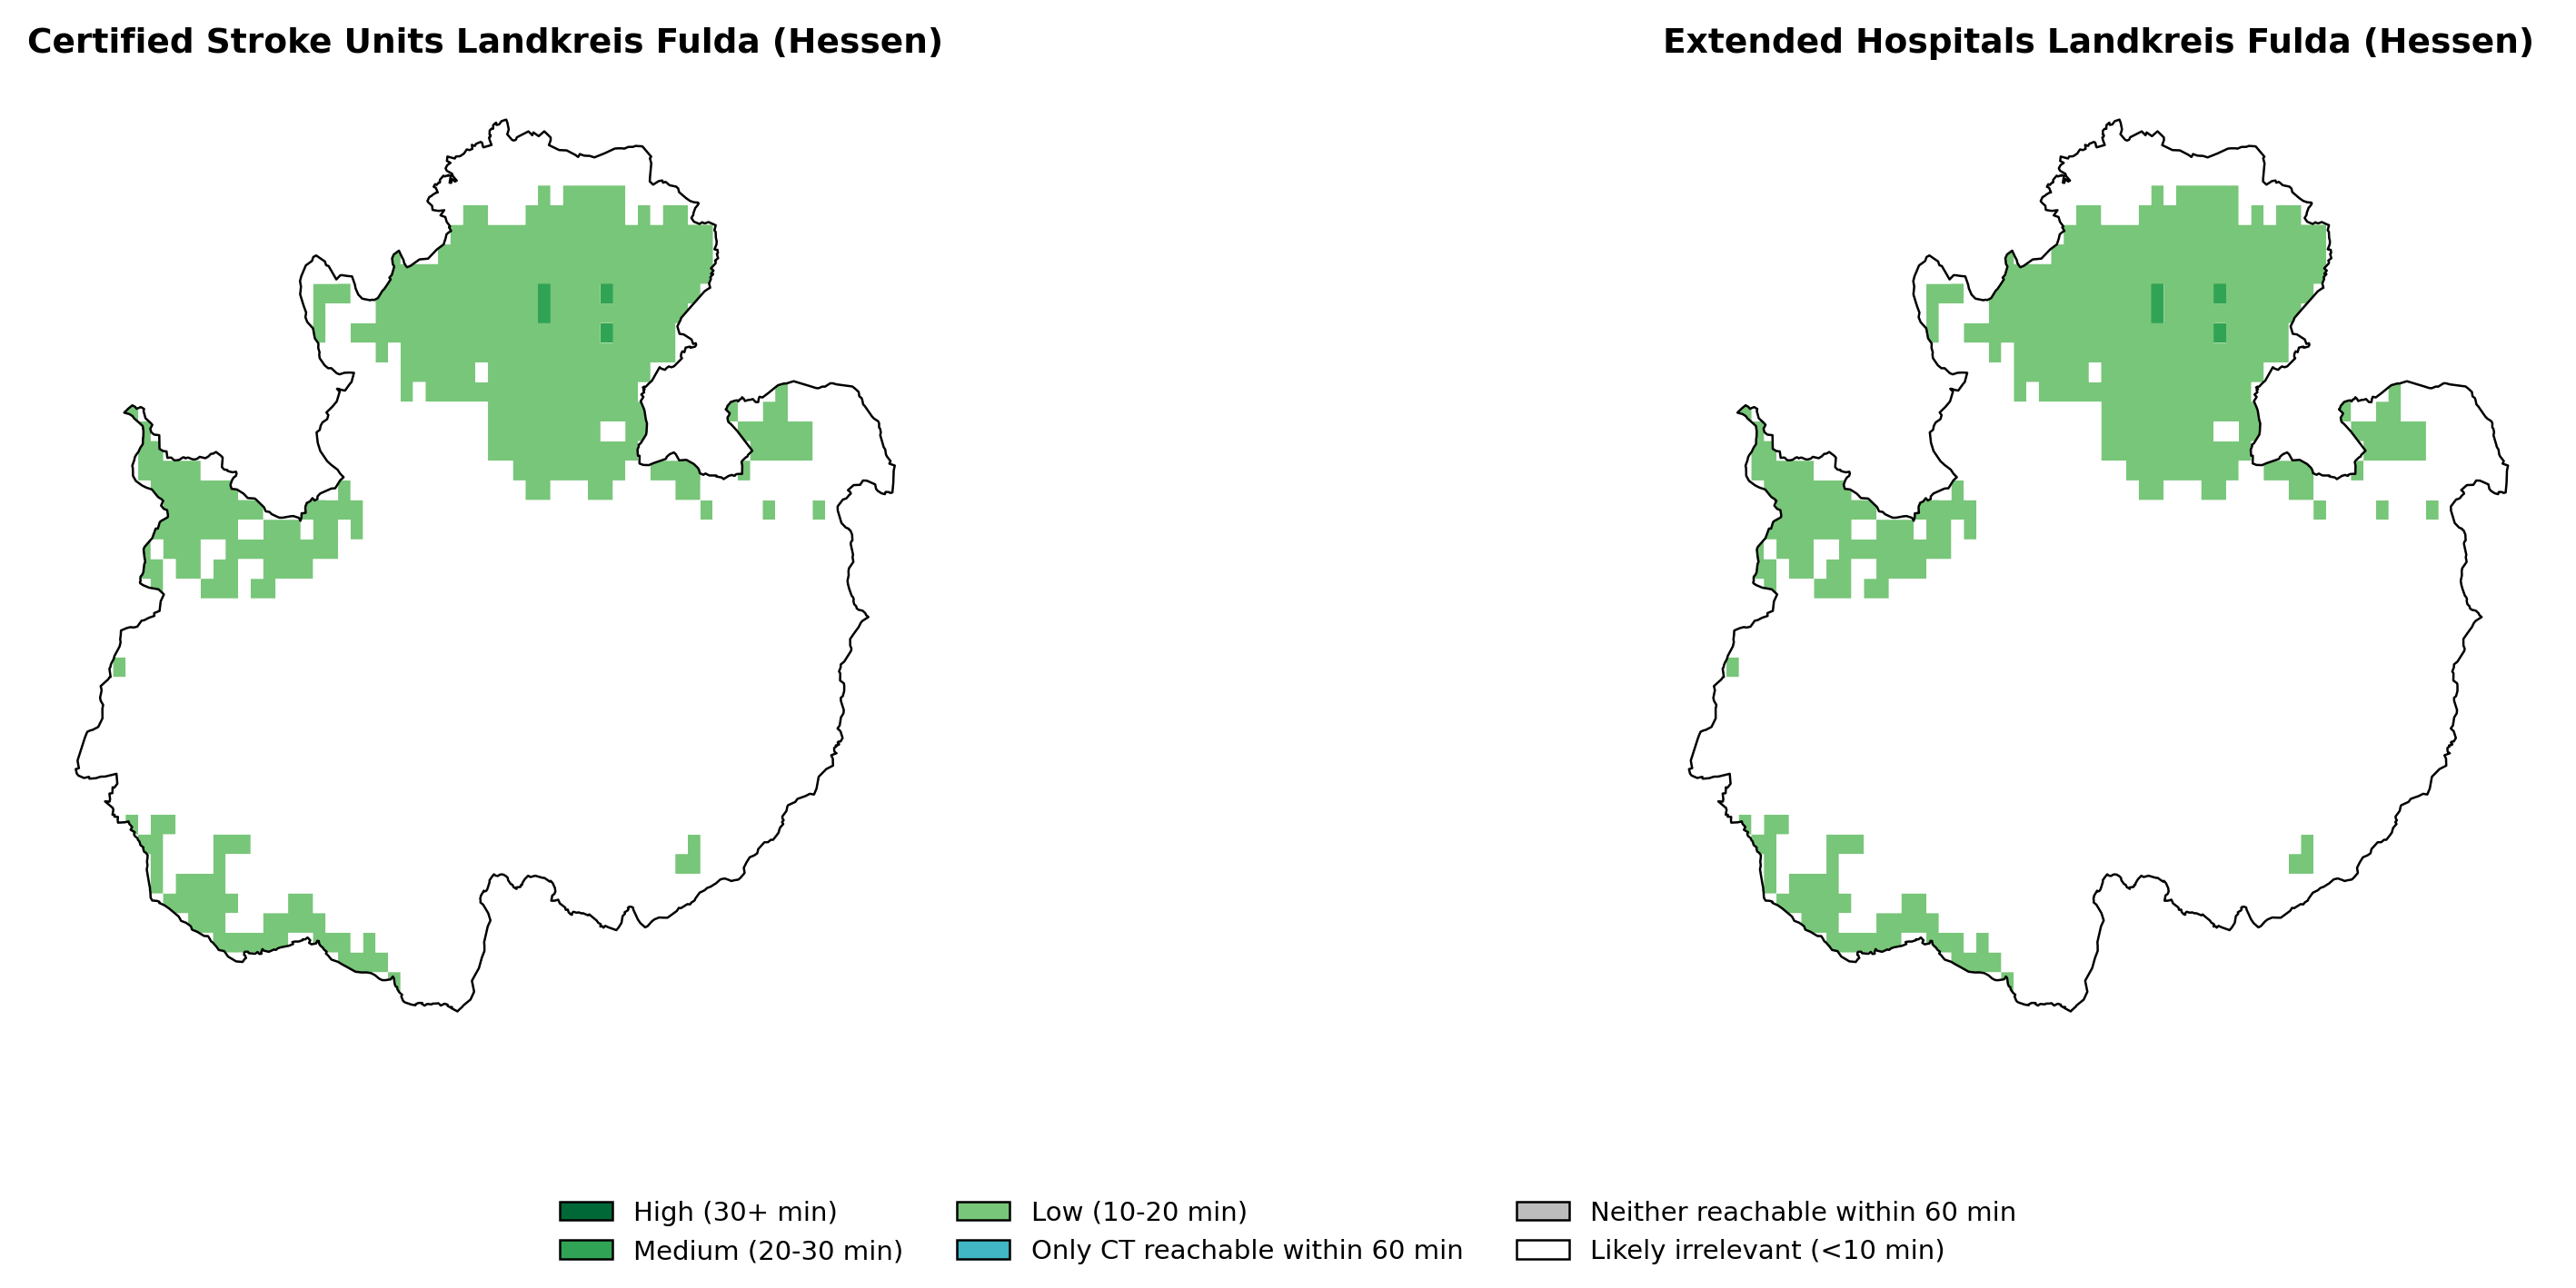 Certified Stroke Units Landkreis Fulda (Hessen)
Extended Hospitals Landkreis Fulda (Hessen)
High (30+ min)
Medium (20-30 min)
Low (10-20 min)
Only CT reachable within 60 min
Neither reachable within 60 min
Likely irrelevant (<10 min)